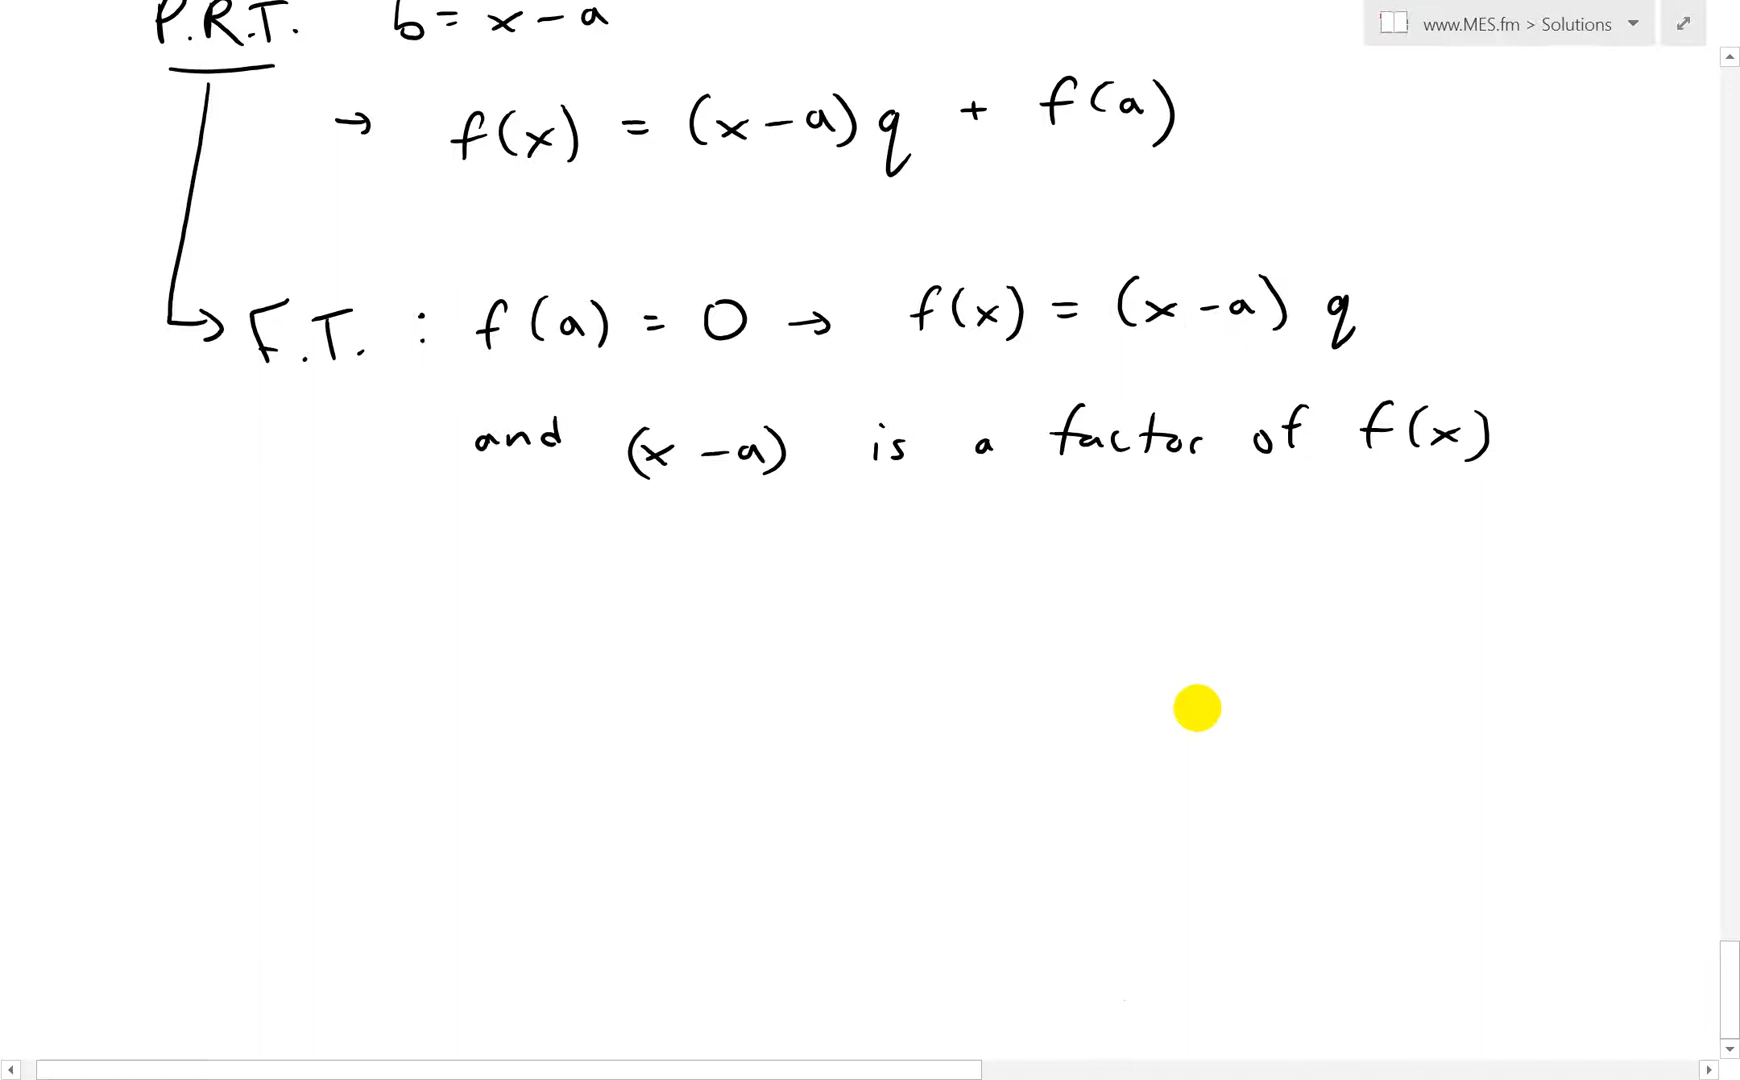 www.MES.fm > Solutions
P.R.T. b = x - a
→ f(x) = (x-a) q + f(a)
F.T. : f(a) = 0 → f(x) = (x-a) q
and (x-a) is a factor of f(x)